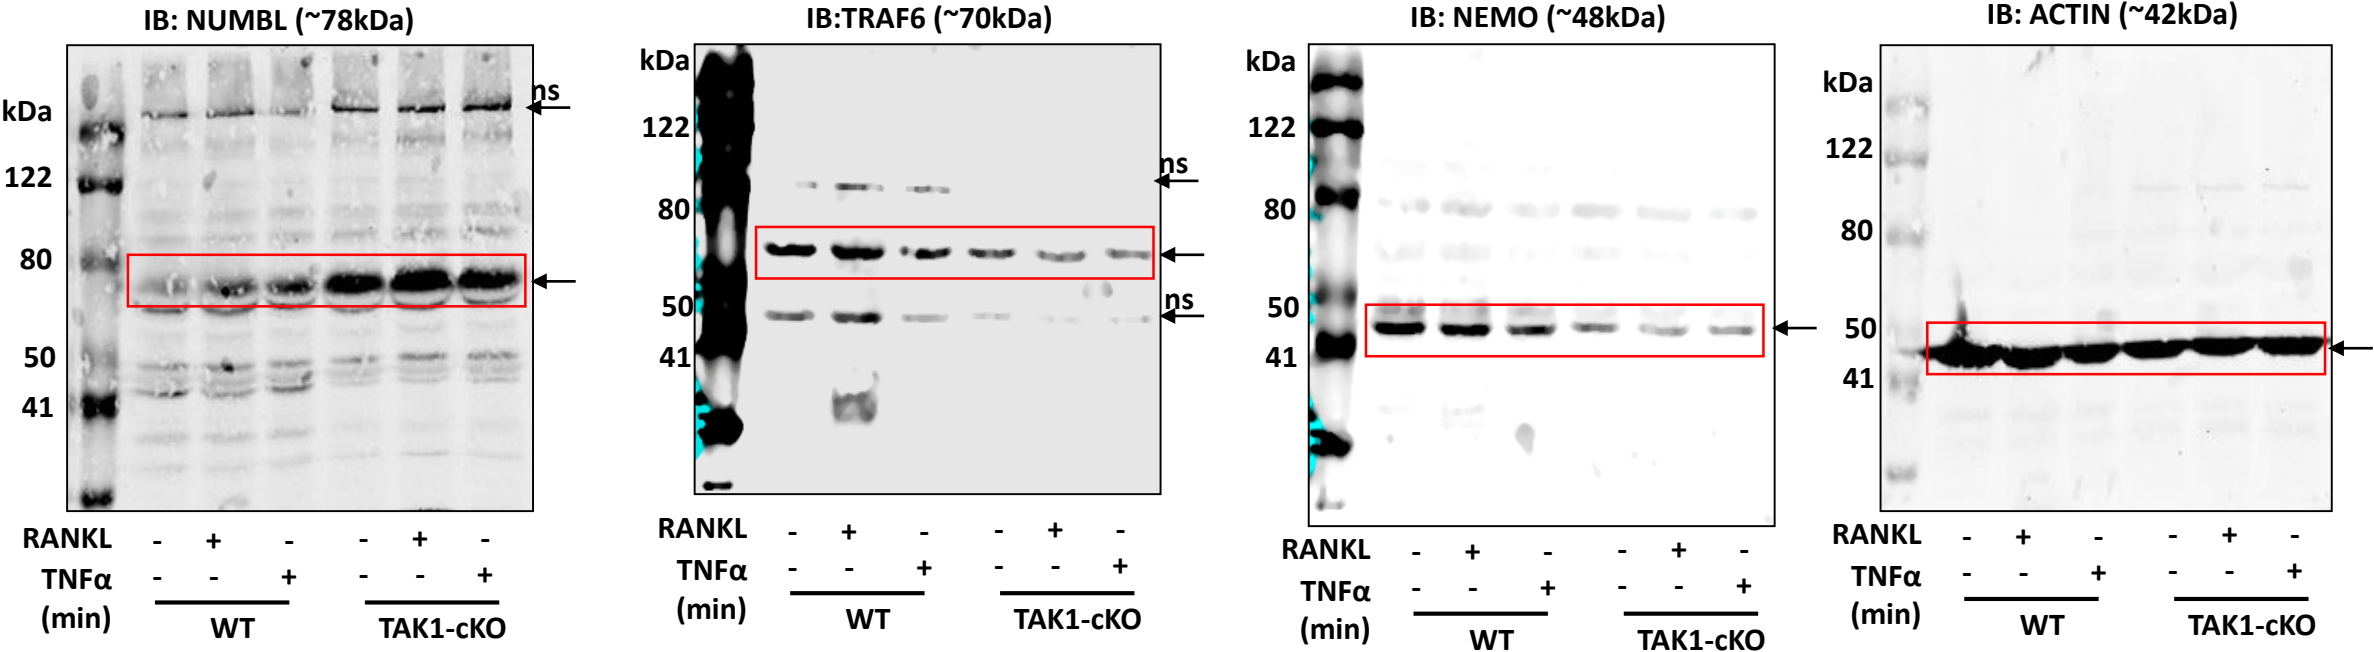 IB: NUMBL (~78kDa)
kDa
122
80
50
41
ns
RANKL - + - - + -
TNFα - - + - - +
(min)
WT TAK1-cKO
IB:TRAF6 (~70kDa)
kDa
122
80
50
41
ns
ns
RANKL - + - - + -
TNFα - - + - - +
(min)
WT TAK1-cKO
IB: NEMO (~48kDa)
kDa
122
80
50
41
RANKL - + - - + -
TNFα - - + - - +
(min)
WT TAK1-cKO
IB: ACTIN (~42kDa)
kDa
122
80
50
41
RANKL - + - - + -
TNFα - - + - - +
(min)
WT TAK1-cKO